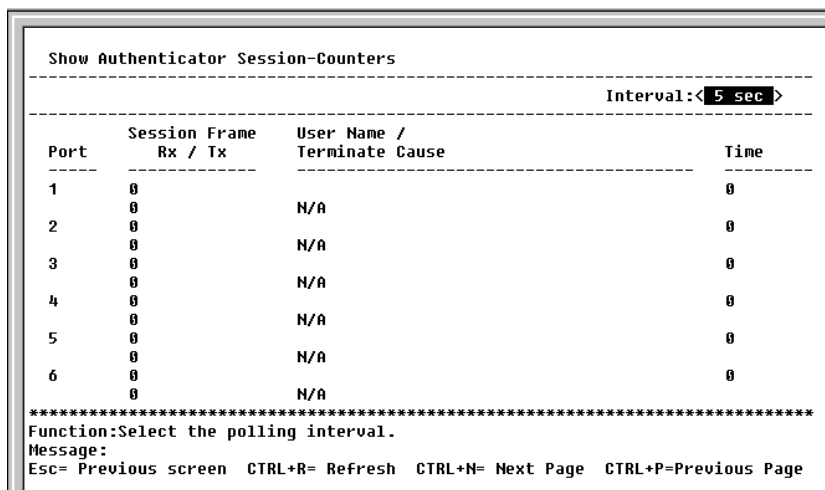 Show Authenticator Session-Counters
Interval:< 5 sec >
Session Frame User Name /
Port Rx / Tx Terminate Cause Time
1 0 0
0 N/A
2 0 0
0 N/A
3 0 0
0 N/A
4 0 0
0 N/A
5 0 0
0 N/A
6 0 0
0 N/A
*******************************************************************************
Function:Select the polling interval.
Message:
Esc= Previous screen CTRL+R= Refresh CTRL+N= Next Page CTRL+P=Previous Page